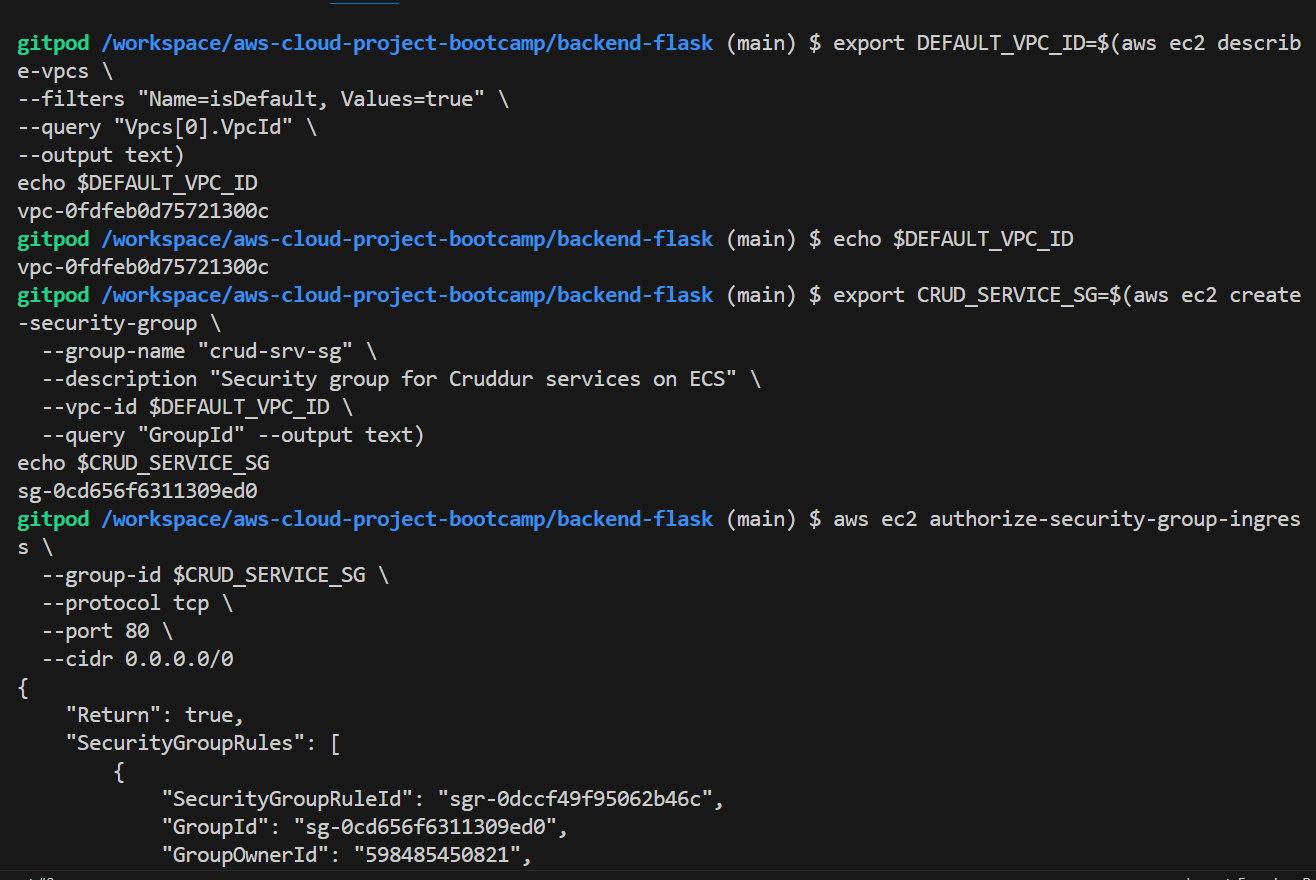 gitpod /workspace/aws-cloud-project-bootcamp/backend-flask (main) $ export DEFAULT_VPC_ID=$(aws ec2 describ
e-vpcs \
--filters "Name=isDefault, Values=true" \
--query "Vpcs[0].VpcId" \
--output text)
echo $DEFAULT_VPC_ID
vpc-0fdfeb0d75721300c
gitpod /workspace/aws-cloud-project-bootcamp/backend-flask (main) $ echo $DEFAULT_VPC_ID
vpc-0fdfeb0d75721300c
gitpod /workspace/aws-cloud-project-bootcamp/backend-flask (main) $ export CRUD_SERVICE_SG=$(aws ec2 create
-security-group \
  --group-name "crud-srv-sg" \
  --description "Security group for Cruddur services on ECS" \
  --vpc-id $DEFAULT_VPC_ID \
  --query "GroupId" --output text)
echo $CRUD_SERVICE_SG
sg-0cd656f6311309ed0
gitpod /workspace/aws-cloud-project-bootcamp/backend-flask (main) $ aws ec2 authorize-security-group-ingres
s \
  --group-id $CRUD_SERVICE_SG \
  --protocol tcp \
  --port 80 \
  --cidr 0.0.0.0/0
{
    "Return": true,
    "SecurityGroupRules": [
        {
            "SecurityGroupRuleId": "sgr-0dccf49f95062b46c",
            "GroupId": "sg-0cd656f6311309ed0",
            "GroupOwnerId": "598485450821",